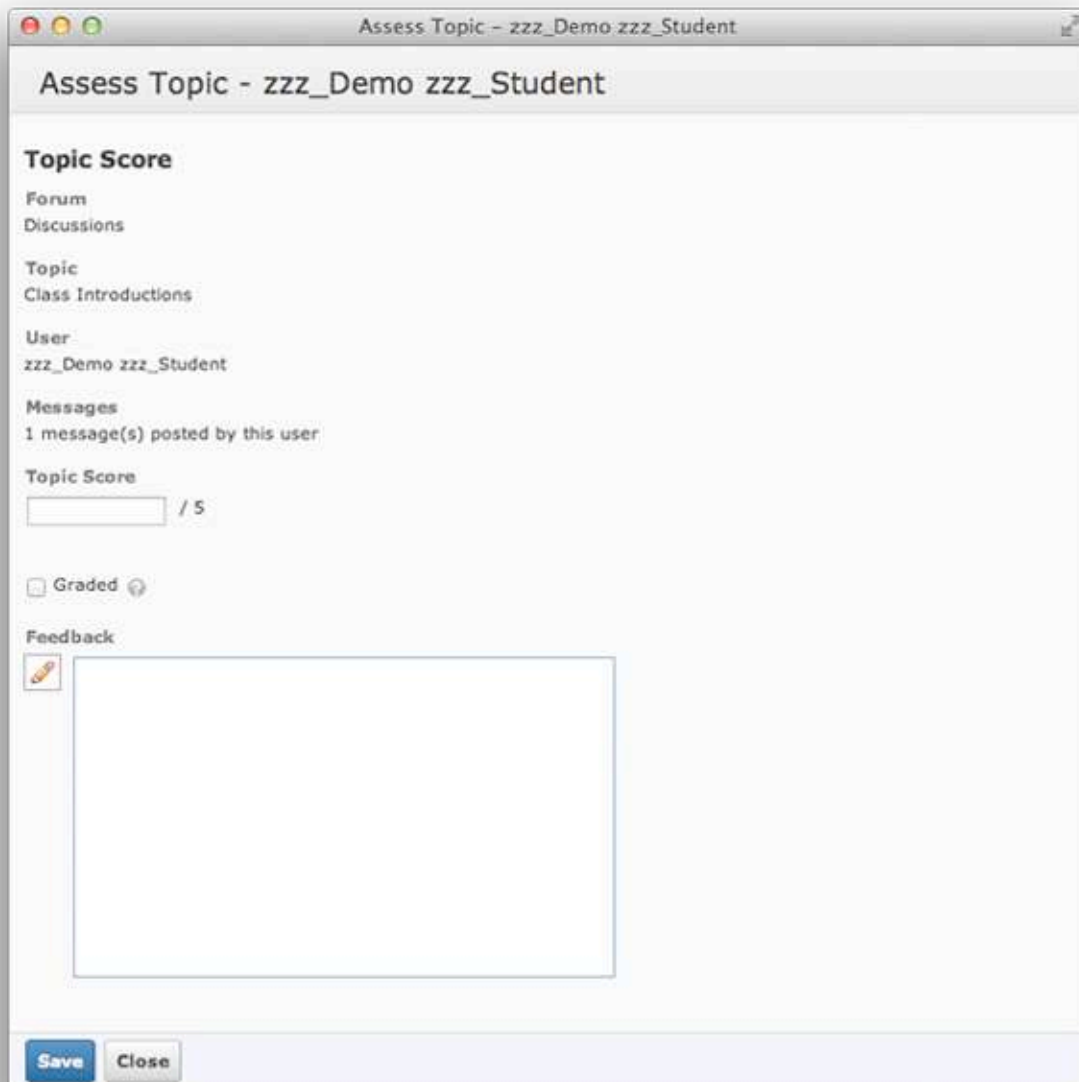 Assess Topic - zzz_Demo zzz_Student
Assess Topic - zzz_Demo zzz_Student
Topic Score
Forum
Discussions
Topic
Class Introductions
User
zzz_Demo zzz_Student
Messages
1 message(s) posted by this user
Topic Score
/ 5
Graded
Feedback
Save Close